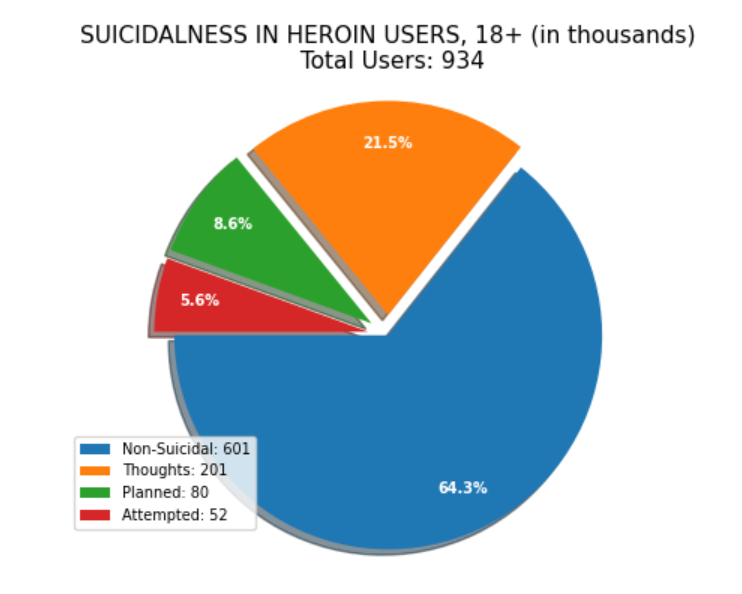 SUICIDALNESS IN HEROIN USERS, 18+ (in thousands)
Total Users: 934
21.5%
8.6%
5.6%
64.3%
Non-Suicidal: 601
Thoughts: 201
Planned: 80
Attempted: 52